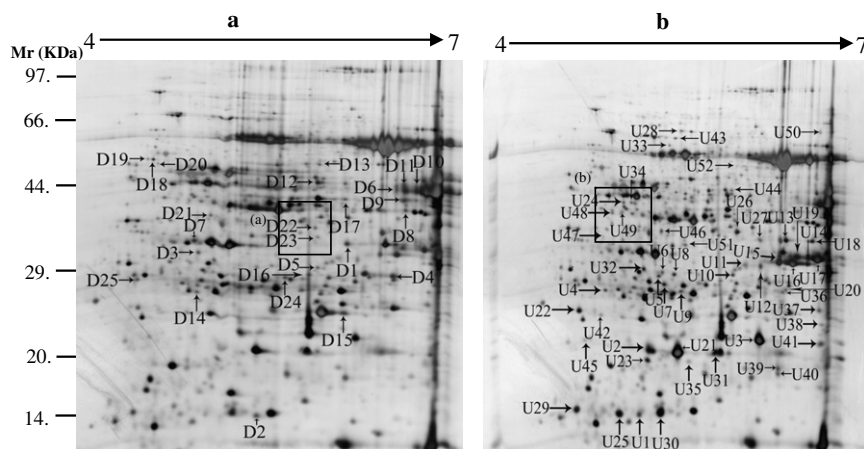 a
b
4
7
4
7
Mr (KDa)
97.
66.
44.
29.
20.
14.
D19
D18
D20
D13
D11
D10
D12
D6
D9
D21
D7
(a)
D17
D8
D22
D23
D3
D1
D5
D16
D4
D25
D24
D14
D15
D2
U28
U43
U50
U33
U52
U34
(b)
U44
U24
U26
U48
U49
U46
U27
U13
U19
U14
U47
U18
U51
U6
U8
U15
U11
U32
U10
U16
U17
U4
U5
U7
U9
U12
U36
U20
U22
U42
U37
U38
U2
U21
U3
U41
U23
U45
U35
U31
U39
U40
U29
U25
U1
U30